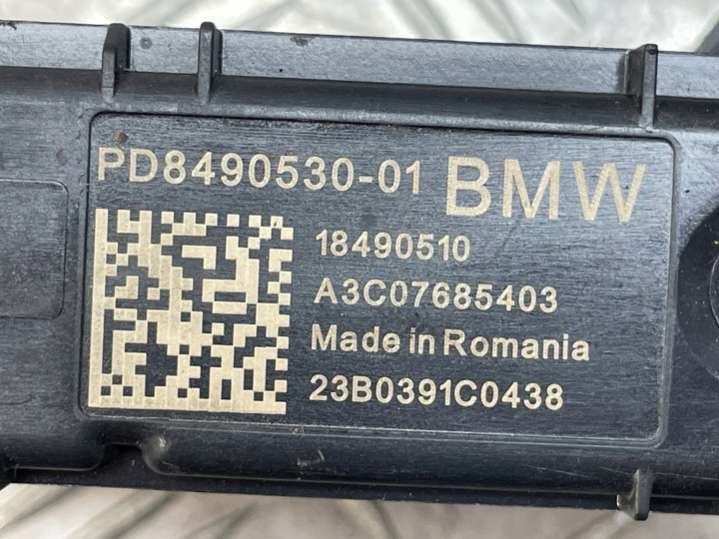 PD8490530-01 BMW
18490510
A3C07685403
Made in Romania
23B0391C0438